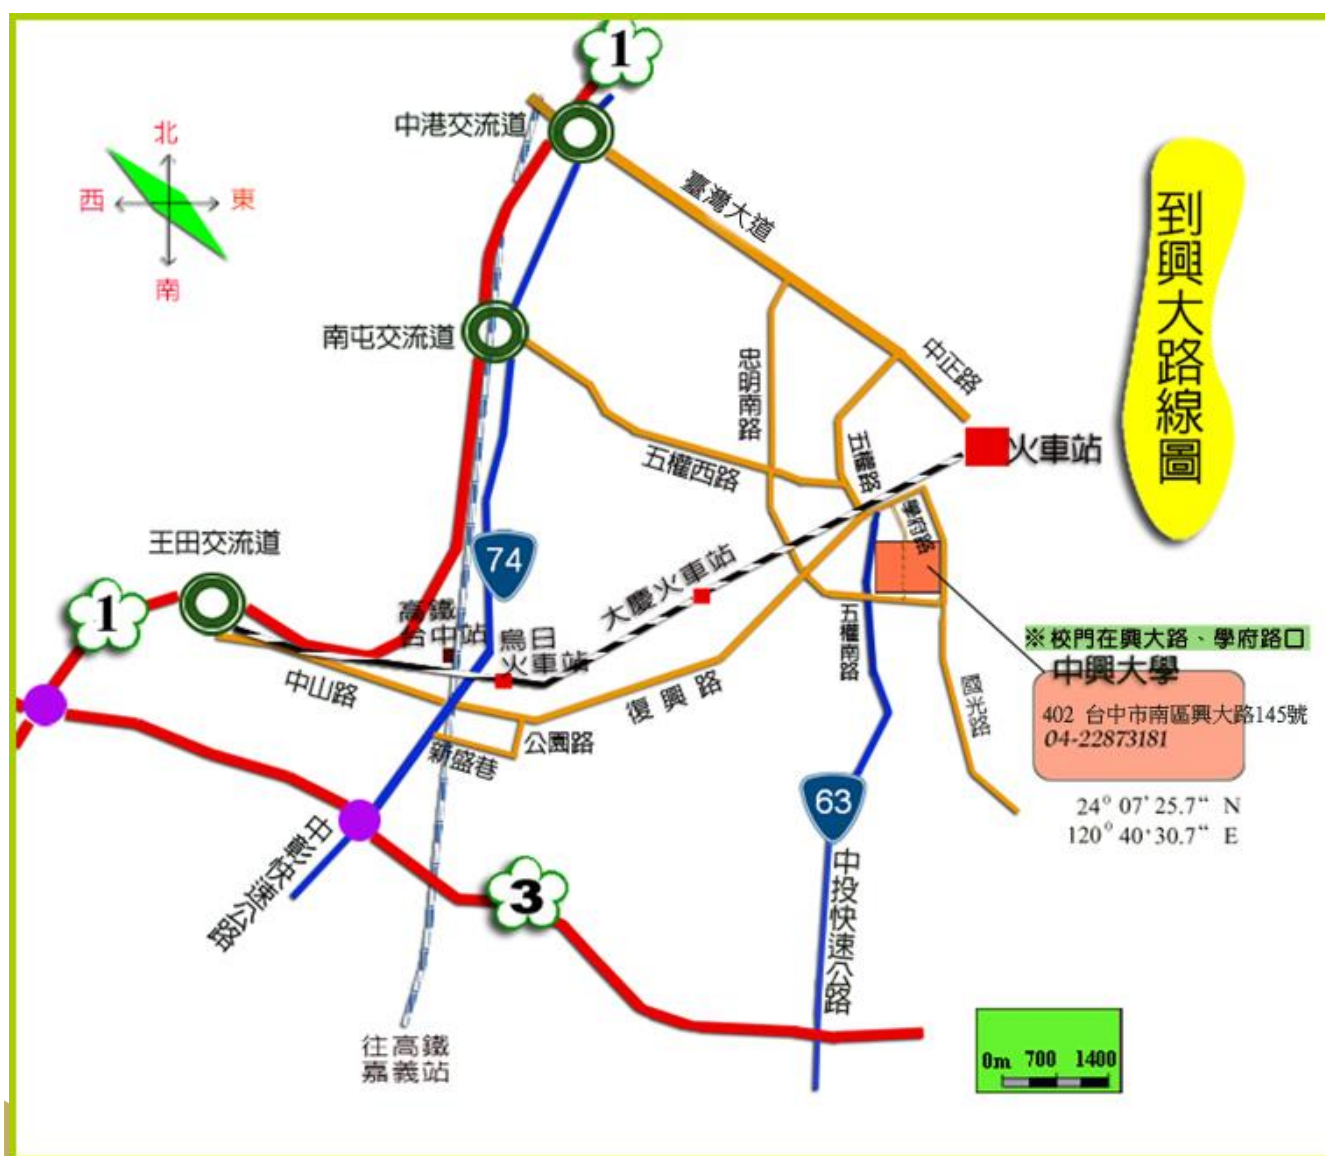 1
中港交流道
北
西
東
南
臺灣大道
到興大路線圖
南屯交流道
忠明南路
中正路
五權西路
五權路
火車站
學府路
王田交流道
74
1
大慶火車站
高鐵
台中站
烏日
火車站
五權南路
※校門在興大路、學府路口
中興大學
402 台中市南區興大路145號
04-22873181
中山路
復興路
國光路
公園路
新盛巷
24° 07' 25.7“ N
120° 40' 30.7“ E
63
中彰快速公路
3
中投快速公路
往高鐵
嘉義站
0m 700 1400